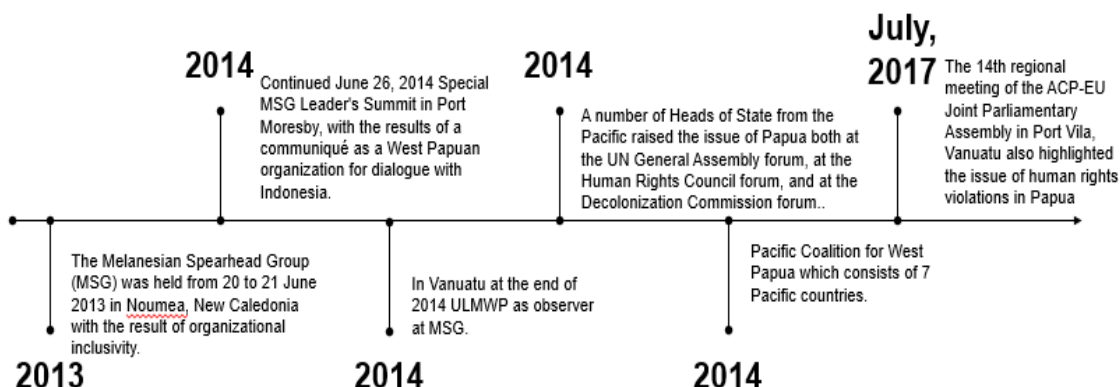 2013
The Melanesian Spearhead Group
(MSG) was held from 20 to 21 June
2013 in Noumea, New Caledonia
with the result of organizational
inclusivity.
2014
Continued June 26, 2014 Special
MSG Leader's Summit in Port
Moresby, with the results of a
communiqué as a West Papuan
organization for dialogue with
Indonesia.
2014
In Vanuatu at the end of
2014 ULMWP as observer
at MSG.
2014
A number of Heads of State from the
Pacific raised the issue of Papua both at
the UN General Assembly forum, at the
Human Rights Council forum, and at the
Decolonization Commission forum..
2014
Pacific Coalition for West
Papua which consists of 7
Pacific countries.
July,
2017
The 14th regional
meeting of the ACP-EU
Joint Parliamentary
Assembly in Port Vila,
Vanuatu also highlighted
the issue of human rights
violations in Papua